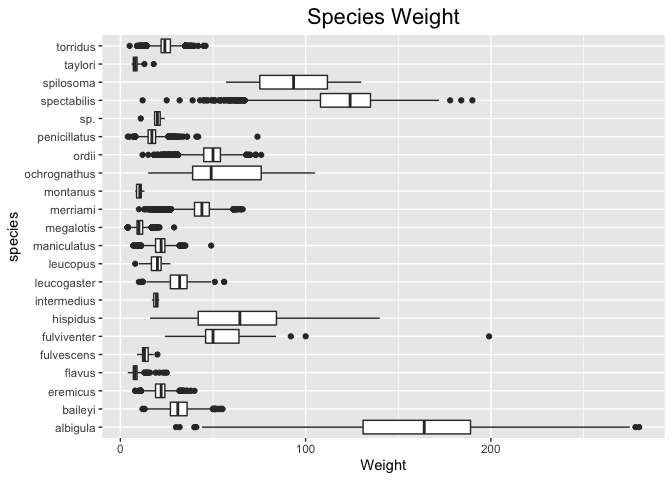 Species Weight
torridus
taylori
spilosoma
spectabilis
sp.
penicillatus
ordii
ochrognathus
montanus
merriami
megalotis
maniculatus
leucopus
leucogaster
intermedius
hispidus
fulviventer
fulvescens
flavus
eremicus
baileyi
albigula
species
0 100 200
Weight